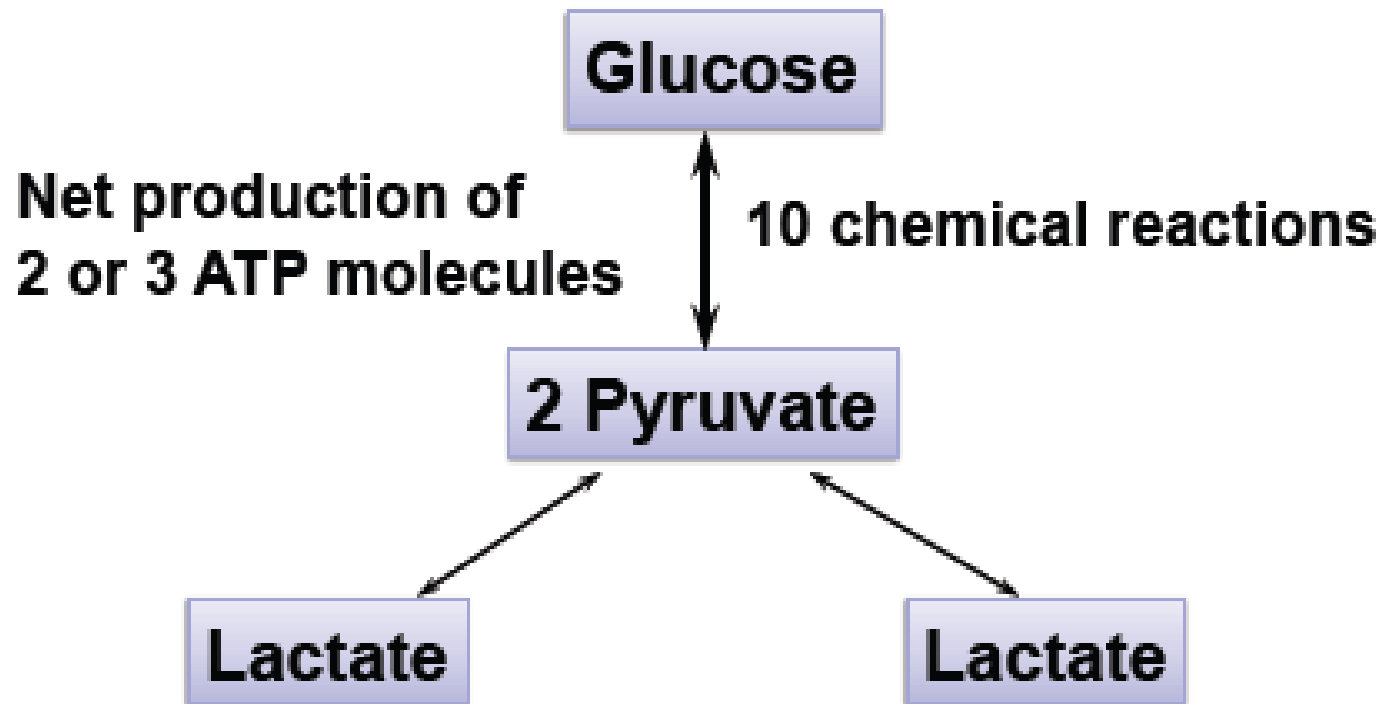 Glucose
Net production of
2 or 3 ATP molecules
10 chemical reactions
2 Pyruvate
Lactate
Lactate